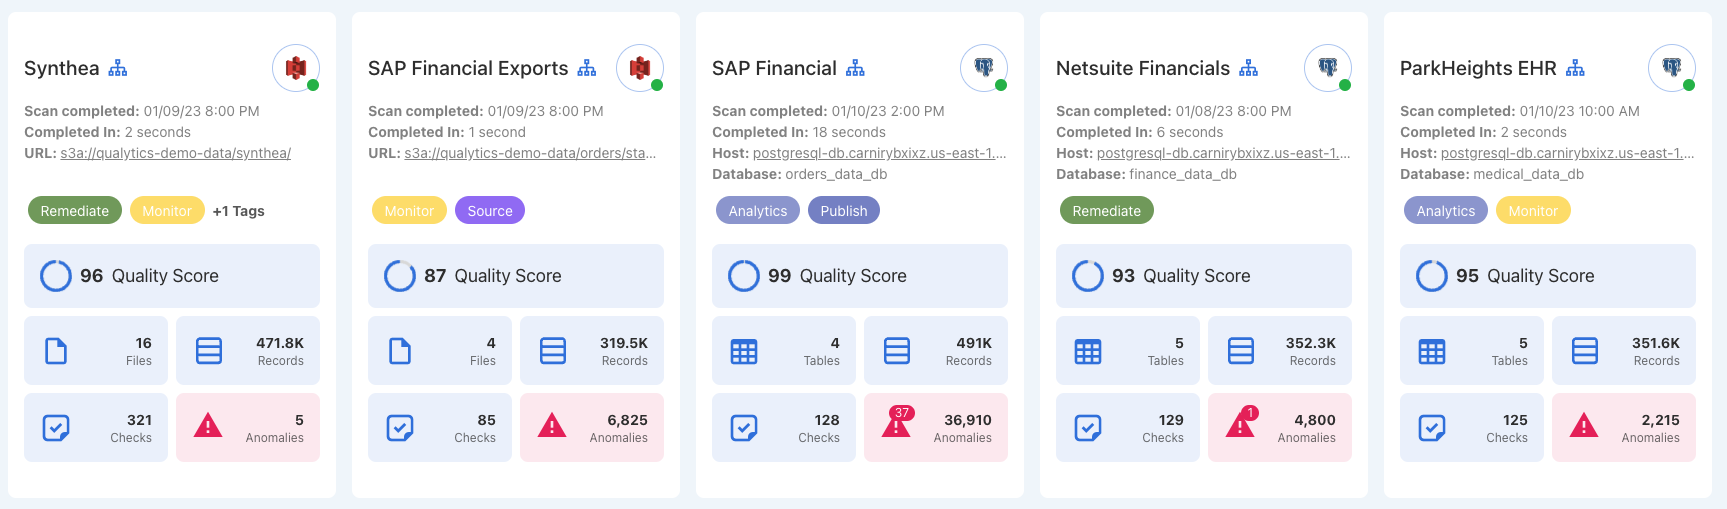 Synthea
Scan completed: 01/09/23 8:00 PM
Completed In: 2 seconds
URL: s3a://qualytics-demo-data/synthea/
Remediate Monitor +1 Tags
96 Quality Score
16
Files
471.8K
Records
321
Checks
5
Anomalies
SAP Financial Exports
Scan completed: 01/09/23 8:00 PM
Completed In: 1 second
URL: s3a://qualytics-demo-data/orders/sta...
Monitor Source
87 Quality Score
4
Files
319.5K
Records
85
Checks
6,825
Anomalies
SAP Financial
Scan completed: 01/10/23 2:00 PM
Completed In: 18 seconds
Host: postgresql-db.carnirybxixz.us-east-1....
Database: orders_data_db
Analytics Publish
99 Quality Score
4
Tables
491K
Records
128
Checks
37
36,910
Anomalies
Netsuite Financials
Scan completed: 01/08/23 8:00 PM
Completed In: 6 seconds
Host: postgresql-db.carnirybxixz.us-east-1....
Database: finance_data_db
Remediate
93 Quality Score
5
Tables
352.3K
Records
129
Checks
1
4,800
Anomalies
ParkHeights EHR
Scan completed: 01/10/23 10:00 AM
Completed In: 2 seconds
Host: postgresql-db.carnirybxixz.us-east-1....
Database: medical_data_db
Analytics Monitor
95 Quality Score
5
Tables
351.6K
Records
125
Checks
2,215
Anomalies